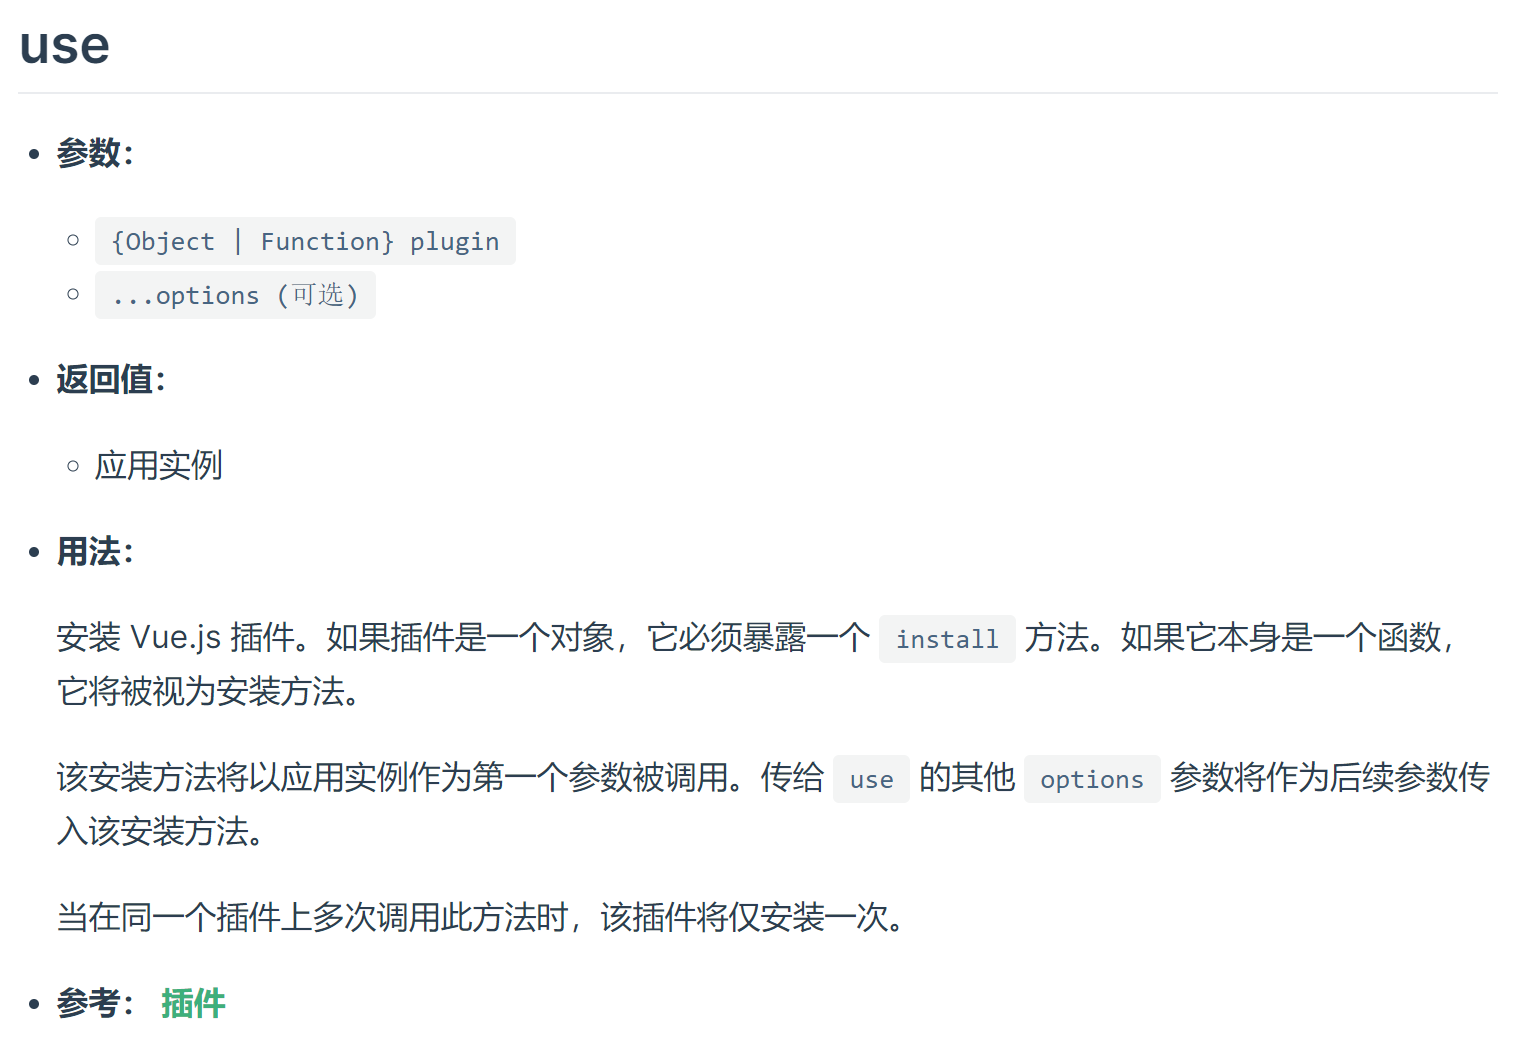 use
参数：
{Object | Function} plugin
...options (可选)
返回值：
应用实例
用法：
安装 Vue.js 插件。如果插件是一个对象，它必须暴露一个 install 方法。如果它本身是一个函数，
它将被视为安装方法。
该安装方法将以应用实例作为第一个参数被调用。传给 use 的其他 options 参数将作为后续参数传
入该安装方法。
当在同一个插件上多次调用此方法时，该插件将仅安装一次。
参考： 插件